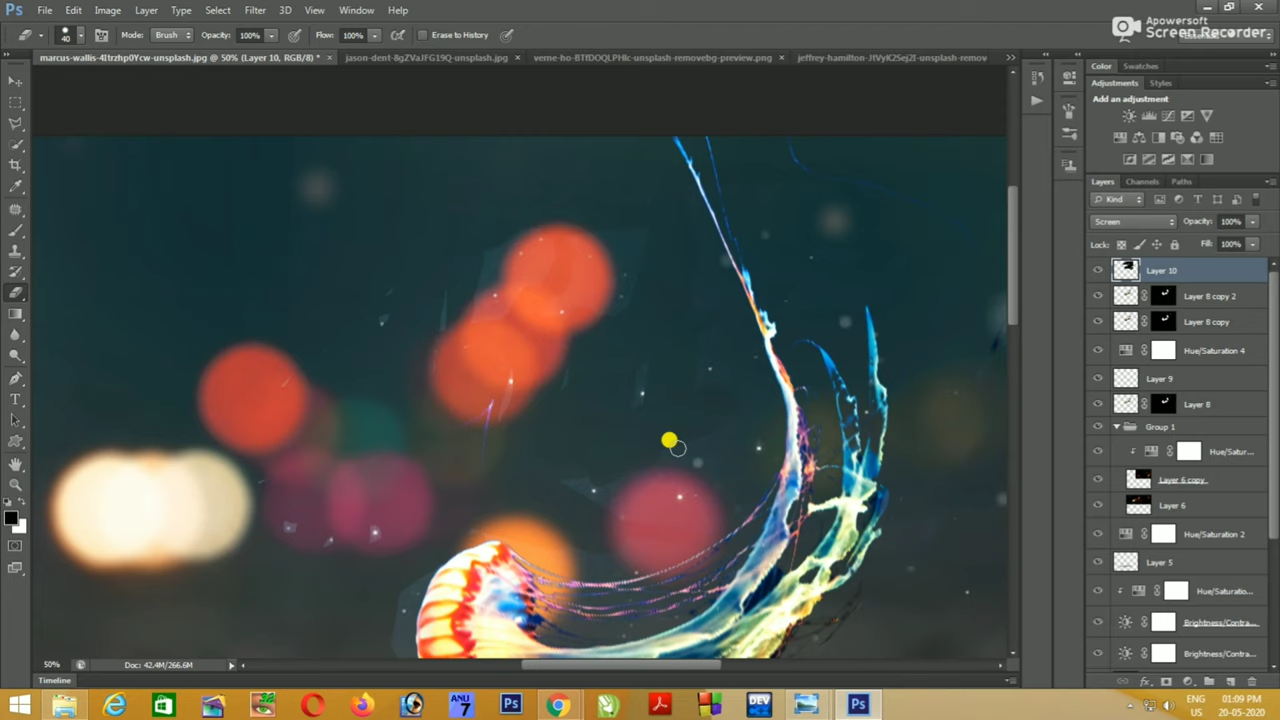 Ps File Edit Image Layer Type Select Filter 3D View Window Help
Apowersoft
Screen Recorder
40 Mode: Brush Opacity: 100% Flow: 100% Erase to History
marcus-wallis-4Itrzhp0Ycw-unsplash.jpg @ 50% (Layer 10, RGB/8) * × jason-dent-8gZVaJFG19Q-unsplash.jpg × verne-ho-BTfDOQLPHIc-unsplash-removebg-preview.png ×
Color Swatches
Adjustments Styles
Add an adjustment
Layers Channels Paths
Kind
Screen Opacity: 100%
Lock: Fill: 100%
Layer 10
Layer 8 copy 2
Layer 8 copy
Hue/Saturation 4
Layer 9
Layer 8
Group 1
Hue/Satur...
Layer 6 copy
Layer 6
Hue/Saturation 2
Layer 5
Hue/Saturatio...
Brightness/Contra...
Brightness/Contra...
50% Doc: 42.4M/266.6M
Timeline
ANU
7
Ps
DEV
Ps
ENG
US
01:09 PM
20-05-2020